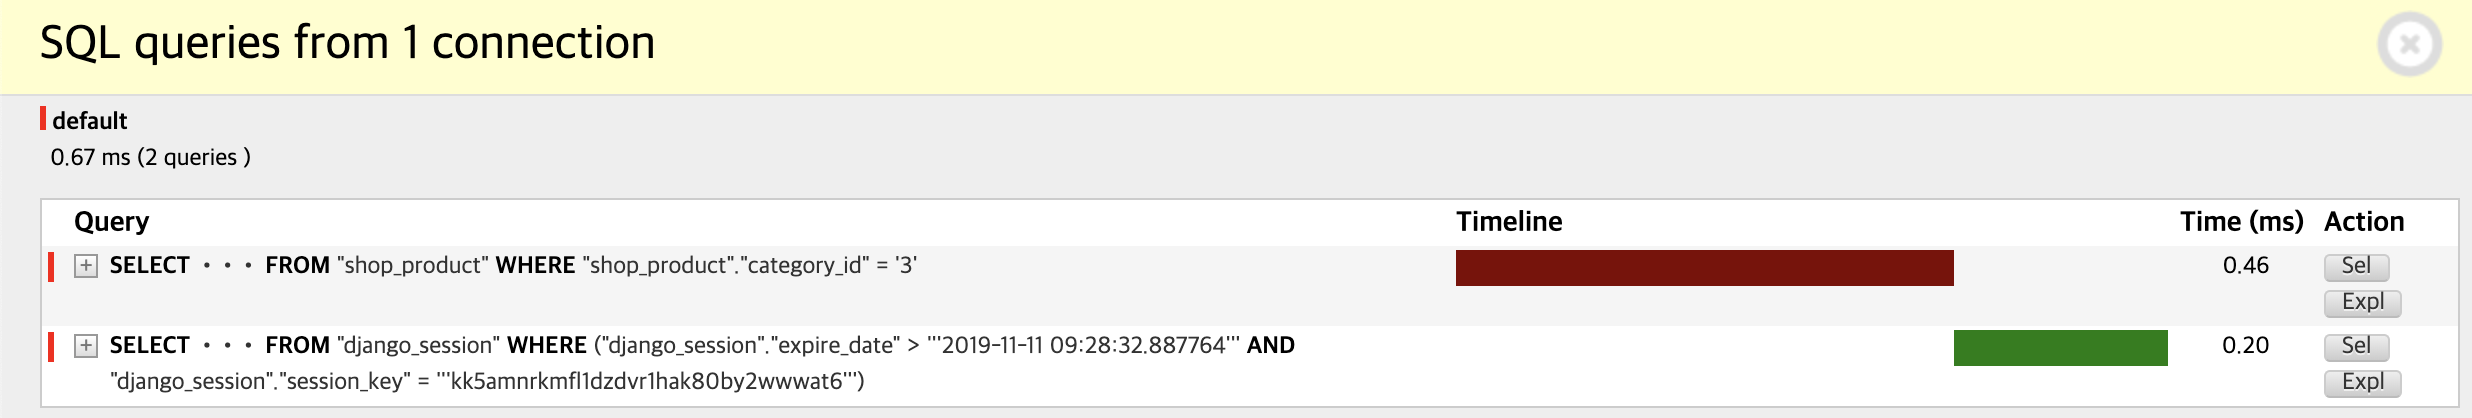 SQL queries from 1 connection
default
0.67 ms (2 queries )
Query Timeline Time (ms) Action
+ SELECT ··· FROM "shop_product" WHERE "shop_product"."category_id" = '3' 0.46 Sel
Expl
+ SELECT ··· FROM "django_session" WHERE ("django_session"."expire_date" > '''2019-11-11 09:28:32.887764''' AND 0.20 Sel
"django_session"."session_key" = '''kk5amnrkmfl1dzdvr1hak80by2wwwat6''') Expl